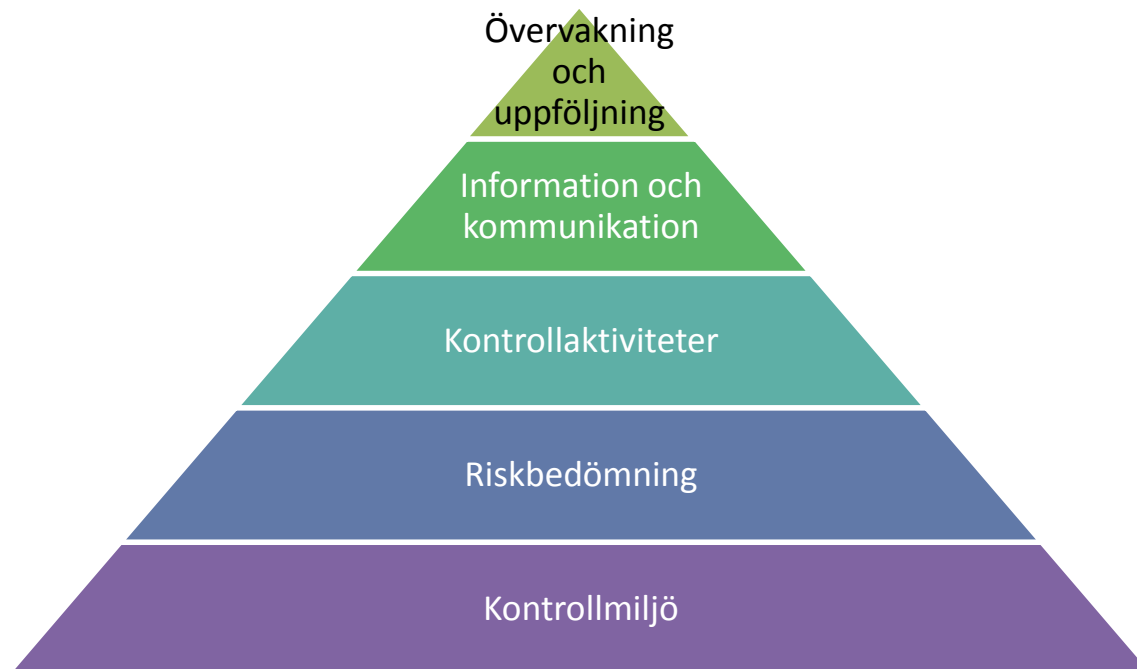 Övervakning
och
uppföljning
Information och
kommunikation
Kontrollaktiviteter
Riskbedömning
Kontrollmiljö